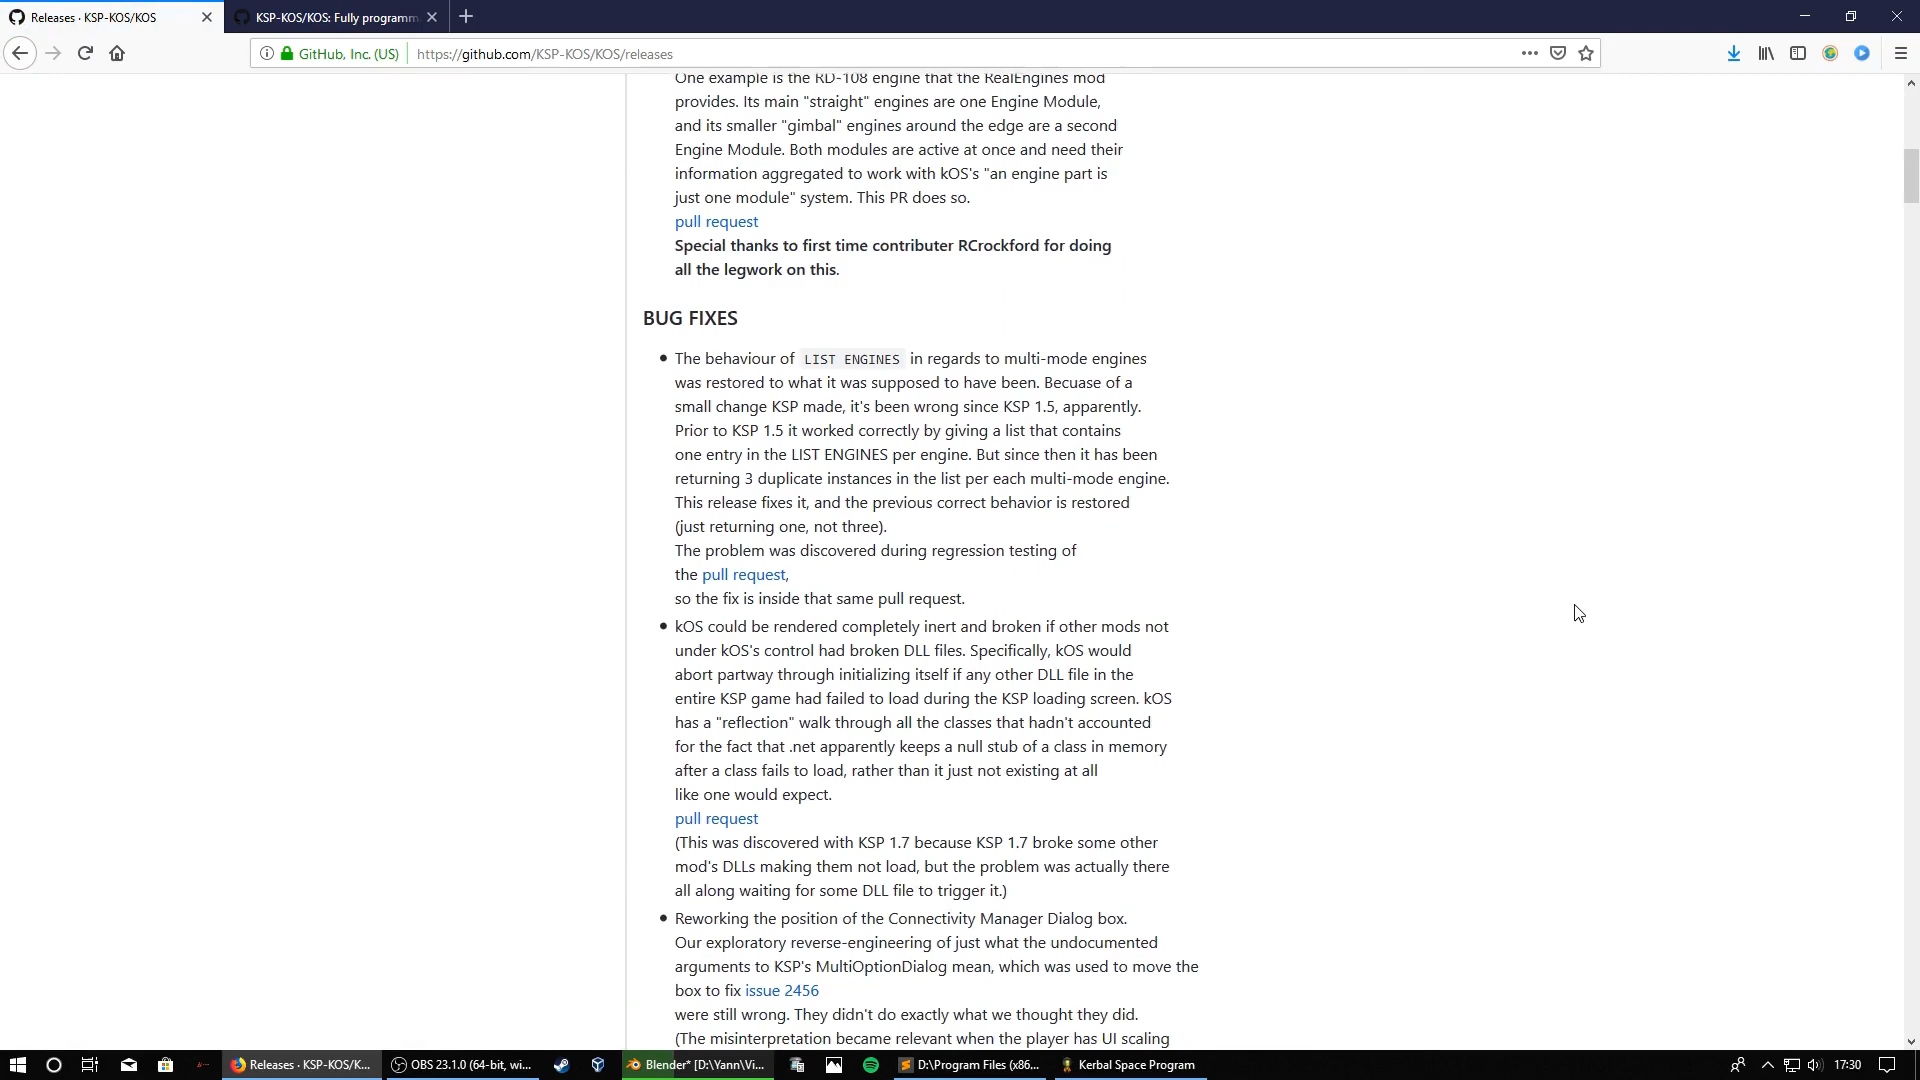 Releases · KSP-KOS/KOS
KSP-KOS/KOS: Fully programm
GitHub, Inc. (US)
https://github.com/KSP-KOS/KOS/releases
One example is the RD-108 engine that the RealEngines mod
provides. Its main "straight" engines are one Engine Module,
and its smaller "gimbal" engines around the edge are a second
Engine Module. Both modules are active at once and need their
information aggregated to work with kOS's "an engine part is
just one module" system. This PR does so.
pull request
Special thanks to first time contributer RCrockford for doing
all the legwork on this.
BUG FIXES
The behaviour of LIST ENGINES in regards to multi-mode engines
was restored to what it was supposed to have been. Becuase of a
small change KSP made, it's been wrong since KSP 1.5, apparently.
Prior to KSP 1.5 it worked correctly by giving a list that contains
one entry in the LIST ENGINES per engine. But since then it has been
returning 3 duplicate instances in the list per each multi-mode engine.
This release fixes it, and the previous correct behavior is restored
(just returning one, not three).
The problem was discovered during regression testing of
the pull request,
so the fix is inside that same pull request.
kOS could be rendered completely inert and broken if other mods not
under kOS's control had broken DLL files. Specifically, kOS would
abort partway through initializing itself if any other DLL file in the
entire KSP game had failed to load during the KSP loading screen. kOS
has a "reflection" walk through all the classes that hadn't accounted
for the fact that .net apparently keeps a null stub of a class in memory
after a class fails to load, rather than it just not existing at all
like one would expect.
pull request
(This was discovered with KSP 1.7 because KSP 1.7 broke some other
mod's DLLs making them not load, but the problem was actually there
all along waiting for some DLL file to trigger it.)
Reworking the position of the Connectivity Manager Dialog box.
Our exploratory reverse-engineering of just what the undocumented
arguments to KSP's MultiOptionDialog mean, which was used to move the
box to fix issue 2456
were still wrong. They didn't do exactly what we thought they did.
(The misinterpretation became relevant when the player has UI scaling
Releases · KSP-KOS/K...
OBS 23.1.0 (64-bit, wi...
Blender* [D:\Yann\Vi...
D:\Program Files (x86...
Kerbal Space Program
17:30